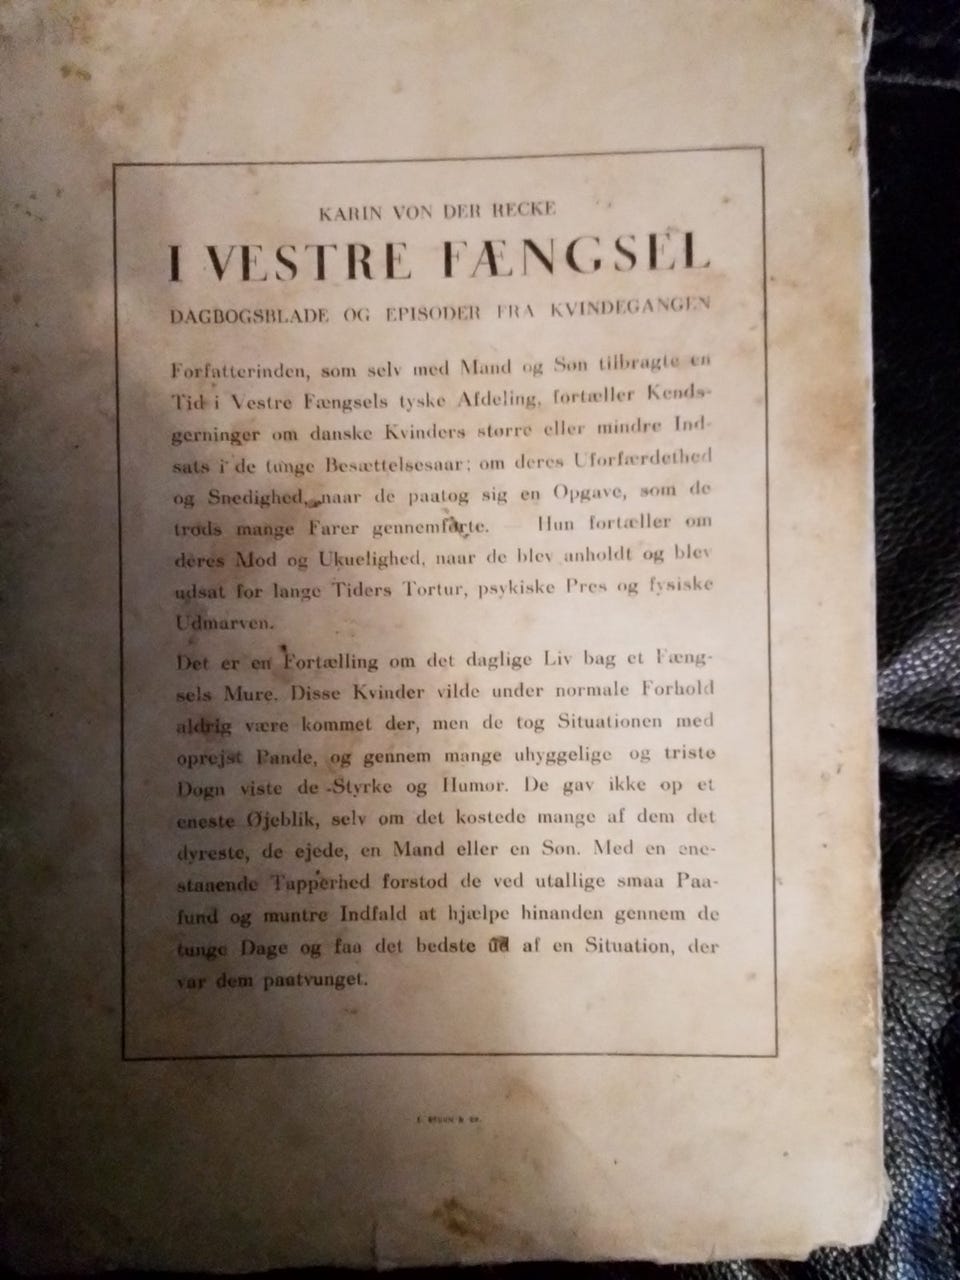 KARIN VON DER RECKE
I VESTRE FÆNGSEL
DAGBOGSBLADE OG EPISODER FRA KVINDEGANGEN
Forfatterinden, som selv med Mand og Søn tilbragte en
Tid i Vestre Fængsels tyske Afdeling, fortæller Kends-
gerninger om danske Kvinders større eller mindre Ind-
sats i de tunge Besættelsesaar; om deres Uforfærdethed
og Snedighed, naar de paatog sig en Opgave, som de
trods mange Farer gennemførte. — Hun fortæller om
deres Mod og Ukuelighed, naar de blev anholdt og blev
udsat for lange Tiders Tortur, psykiske Pres og fysiske
Udmarven.
Det er en Fortælling om det daglige Liv bag et Fæng-
sels Mure. Disse Kvinder vilde under normale Forhold
aldrig være kommet der, men de tog Situationen med
oprejst Pande, og gennem mange uhyggelige og triste
Døgn viste de Styrke og Humor. De gav ikke op et
eneste Øjeblik, selv om det kostede mange af dem det
dyreste, de ejede, en Mand eller en Søn. Med en ene-
staaende Tapperhed forstod de ved utallige smaa Paa-
fund og muntre Indfald at hjælpe hinanden gennem de
tunge Dage og faa det bedste ud af en Situation, der
var dem paatvunget.